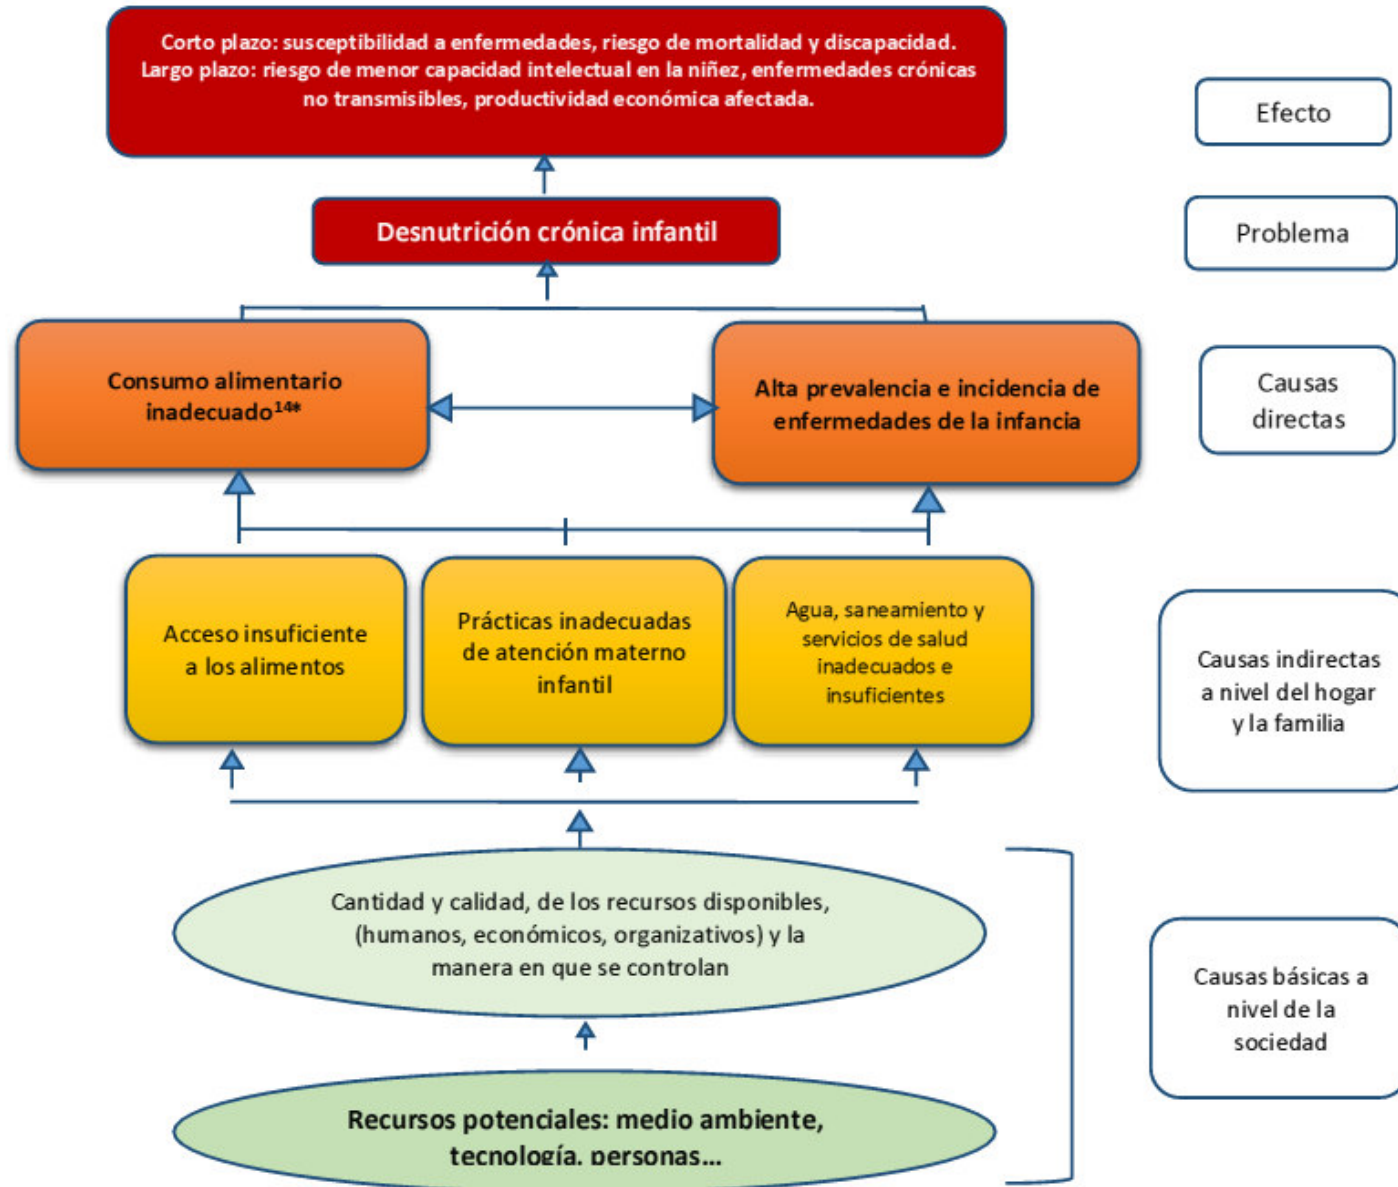 Corto plazo: susceptibilidad a enfermedades, riesgo de mortalidad y discapacidad.
Largo plazo: riesgo de menor capacidad intelectual en la niñez, enfermedades crónicas
no transmisibles, productividad económica afectada.
Efecto
Desnutrición crónica infantil
Problema
Consumo alimentario
inadecuado¹⁴*
Alta prevalencia e incidencia de
enfermedades de la infancia
Causas
directas
Acceso insuficiente
a los alimentos
Prácticas inadecuadas
de atención materno
infantil
Agua, saneamiento y
servicios de salud
inadecuados e
insuficientes
Causas indirectas
a nivel del hogar
y la familia
Cantidad y calidad, de los recursos disponibles,
(humanos, económicos, organizativos) y la
manera en que se controlan
Causas básicas a
nivel de la
sociedad
Recursos potenciales: medio ambiente,
tecnología, personas...